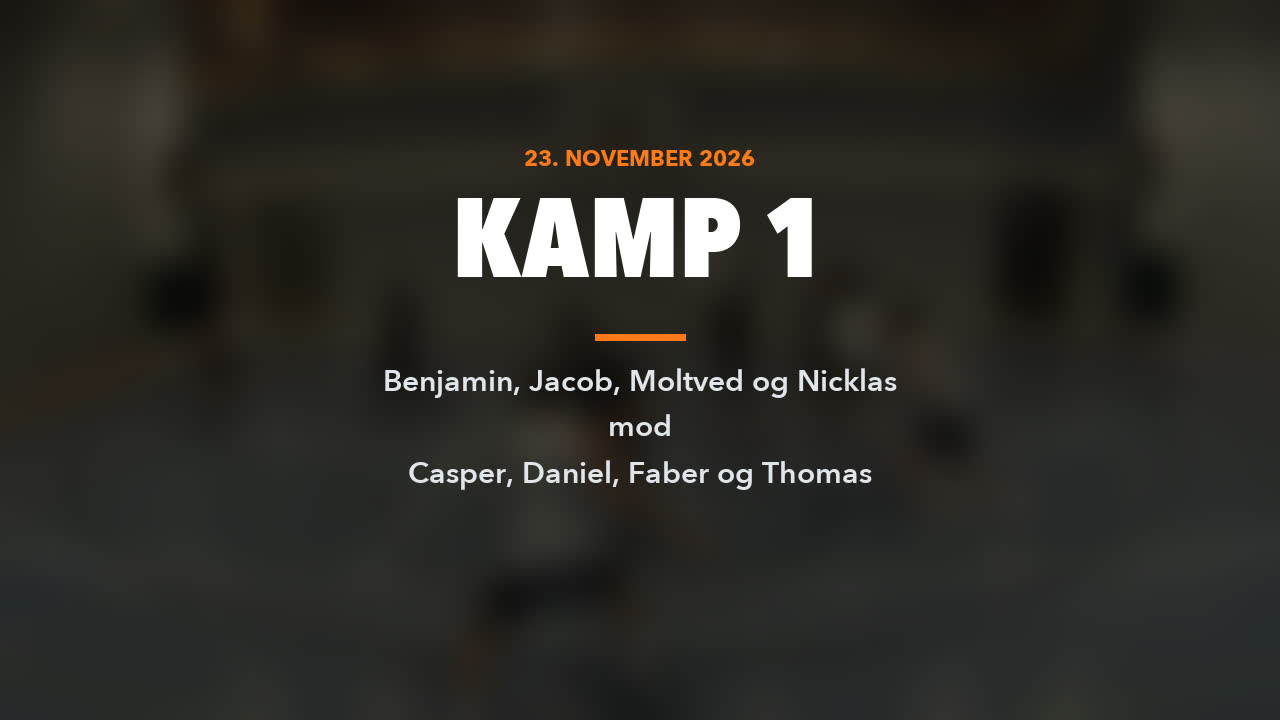 23. NOVEMBER 2026
KAMP 1
Benjamin, Jacob, Moltved og Nicklas
mod
Casper, Daniel, Faber og Thomas